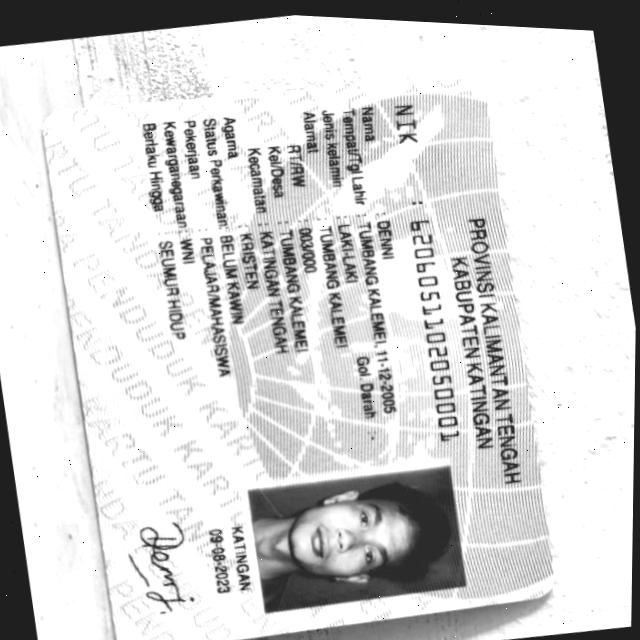 PROVINSI KALIMANTAN TENGAH
KABUPATEN KATINGAN
NIK : 6206051102050001
Nama : DENNI
Tempat/Tgl Lahir : TUMBANG KALEMEI, 11-12-2005
Jenis kelamin : LAKI-LAKI Gol. Darah : -
Alamat : TUMBANG KALEMEI
RT/RW : 003/000
Kel/Desa : TUMBANG KALEMEI
Kecamatan : KATINGAN TENGAH
Agama : KRISTEN
Status Perkawinan: BELUM KAWIN
Pekerjaan : PELAJAR/MAHASISWA
Kewarganegaraan: WNI
Berlaku Hingga : SEUMUR HIDUP
KATINGAN
09-08-2023